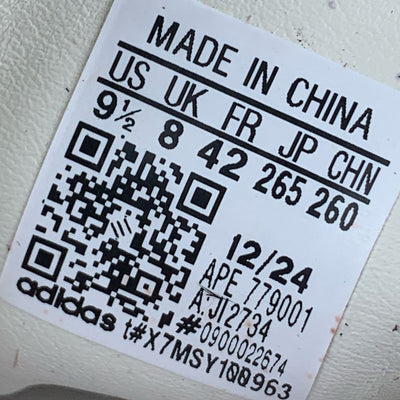 MADE IN CHINA
US UK FR JP CHN
9½ 8 42 265 260
12/24
APE 779001
A.JI2734
#0900022674
adidas t#X7MSY100963